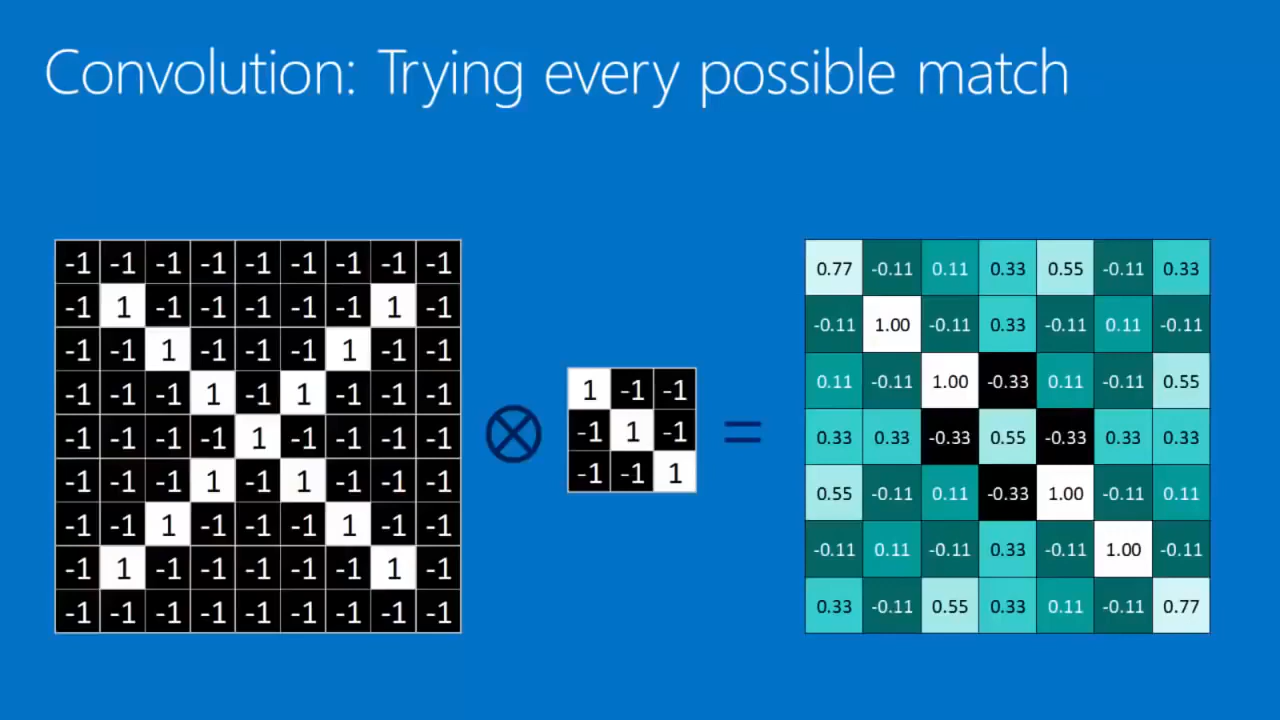 Convolution: Trying every possible match
-1 -1 -1 -1 -1 -1 -1 -1 -1
-1 1 -1 -1 -1 -1 -1 1 -1
-1 -1 1 -1 -1 -1 1 -1 -1
-1 -1 -1 1 -1 1 -1 -1 -1
-1 -1 -1 -1 1 -1 -1 -1 -1
-1 -1 -1 1 -1 1 -1 -1 -1
-1 -1 1 -1 -1 -1 1 -1 -1
-1 1 -1 -1 -1 -1 -1 1 -1
-1 -1 -1 -1 -1 -1 -1 -1 -1
⊗
1 -1 -1
-1 1 -1
-1 -1 1
=
0.77 -0.11 0.11 0.33 0.55 -0.11 0.33
-0.11 1.00 -0.11 0.33 -0.11 0.11 -0.11
0.11 -0.11 1.00 -0.33 0.11 -0.11 0.55
0.33 0.33 -0.33 0.55 -0.33 0.33 0.33
0.55 -0.11 0.11 -0.33 1.00 -0.11 0.11
-0.11 0.11 -0.11 0.33 -0.11 1.00 -0.11
0.33 -0.11 0.55 0.33 0.11 -0.11 0.77